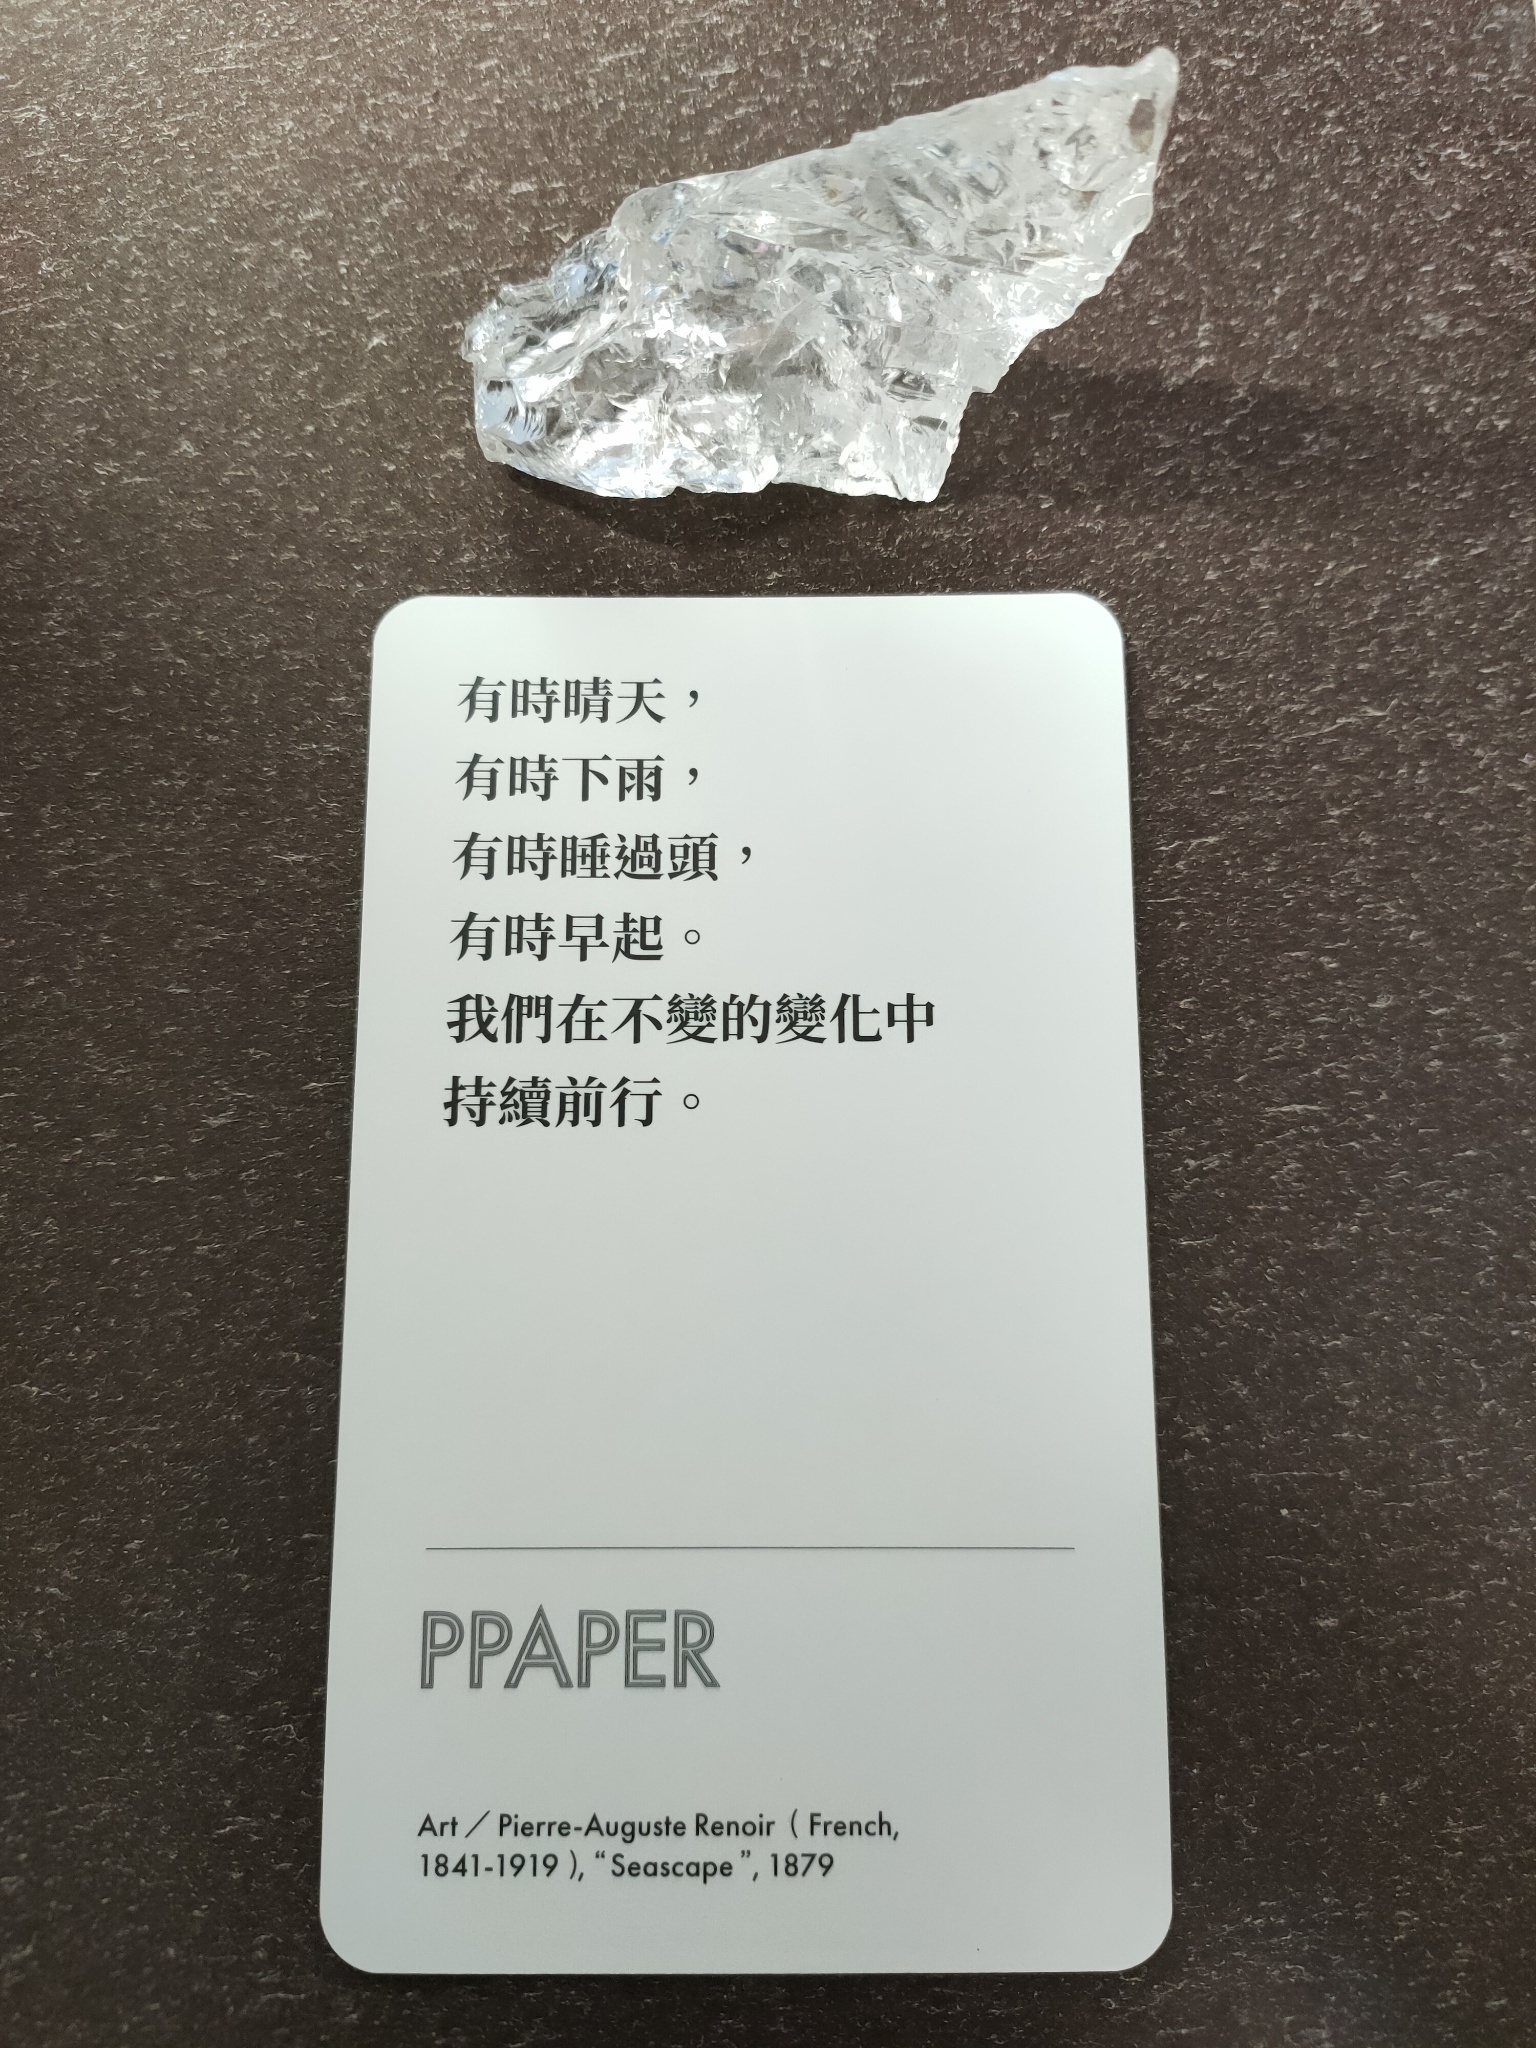 有時晴天，
有時下雨，
有時睡過頭，
有時早起。
我們在不變的變化中
持續前行。
PPAPER
Art／Pierre-Auguste Renoir（French,
1841-1919）, “Seascape”, 1879